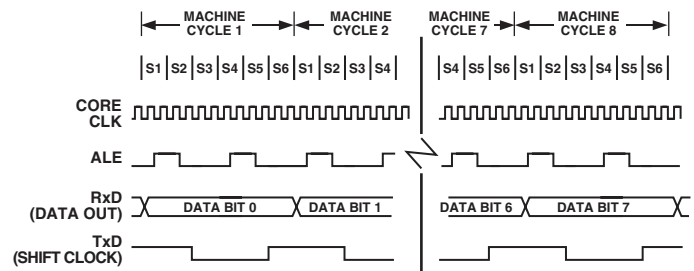 MACHINE CYCLE 1
MACHINE CYCLE 2
MACHINE CYCLE 7
MACHINE CYCLE 8
S1 S2 S3 S4 S5 S6 S1 S2 S3 S4
S4 S5 S6 S1 S2 S3 S4 S5 S6
CORE CLK
ALE
RxD (DATA OUT)
DATA BIT 0
DATA BIT 1
DATA BIT 6
DATA BIT 7
TxD (SHIFT CLOCK)